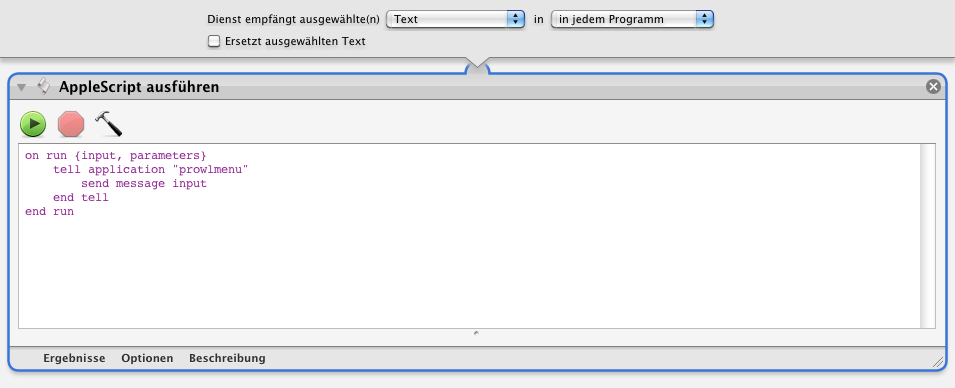 Dienst empfängt ausgewählte(n) Text in in jedem Programm
Ersetzt ausgewählten Text
AppleScript ausführen
on run {input, parameters}
    tell application "prowlmenu"
        send message input
    end tell
end run
Ergebnisse Optionen Beschreibung